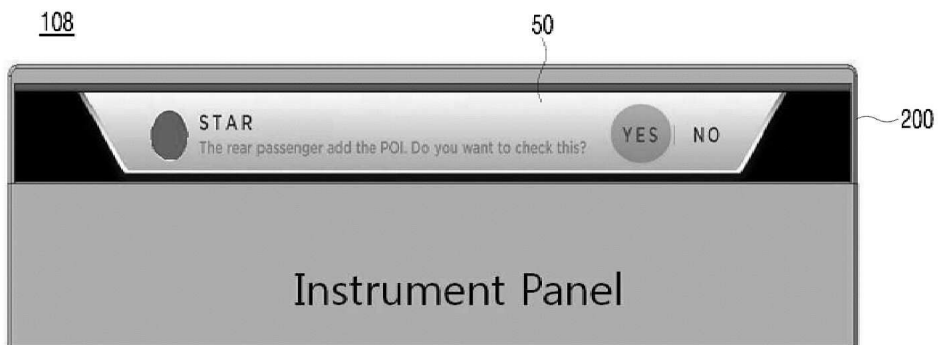 108
50
200
STAR
The rear passenger add the POI. Do you want to check this?
YES NO
Instrument Panel